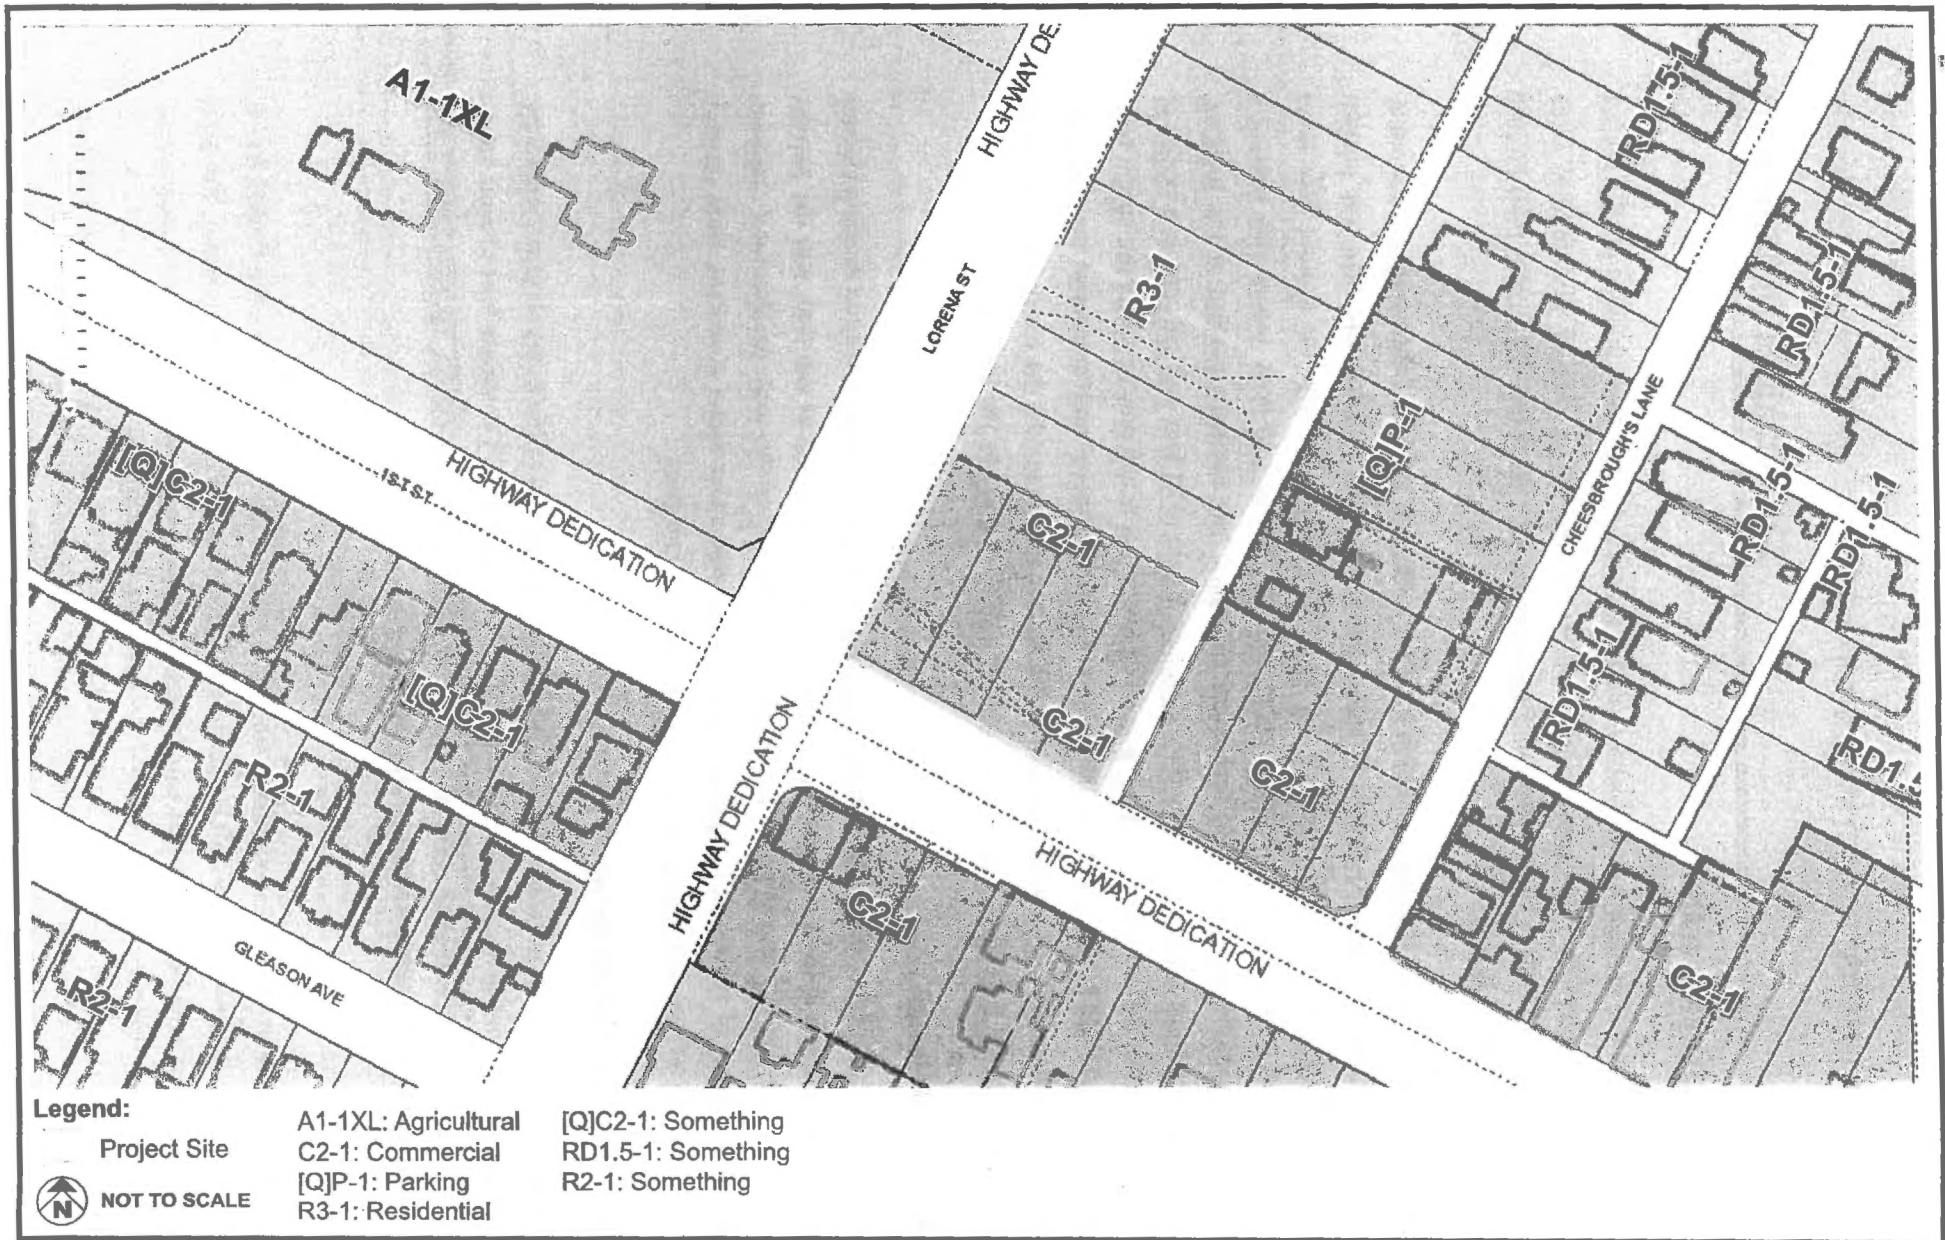 A1-1XL
HIGHWAY DE
HIGHWAY
RD1.5-1
RD1.5-1
R3-1
LORENA ST
[Q]P-1
CHEESBROUGH'S LANE
RD1.5-1
RD1.5-1
[Q]C2-1
1ST ST.
HIGHWAY DEDICATION
C2-1
RD1.5-1
[Q]C2-1
C2-1
RD1.5
R2-1
C2-1
HIGHWAY DEDICATION
HIGHWAY DEDICATION
C2-1
C2-1
GLEASON AVE
R2-1
Legend:
Project Site
NOT TO SCALE
N
A1-1XL: Agricultural
C2-1: Commercial
[Q]P-1: Parking
R3-1: Residential
[Q]C2-1: Something
RD1.5-1: Something
R2-1: Something